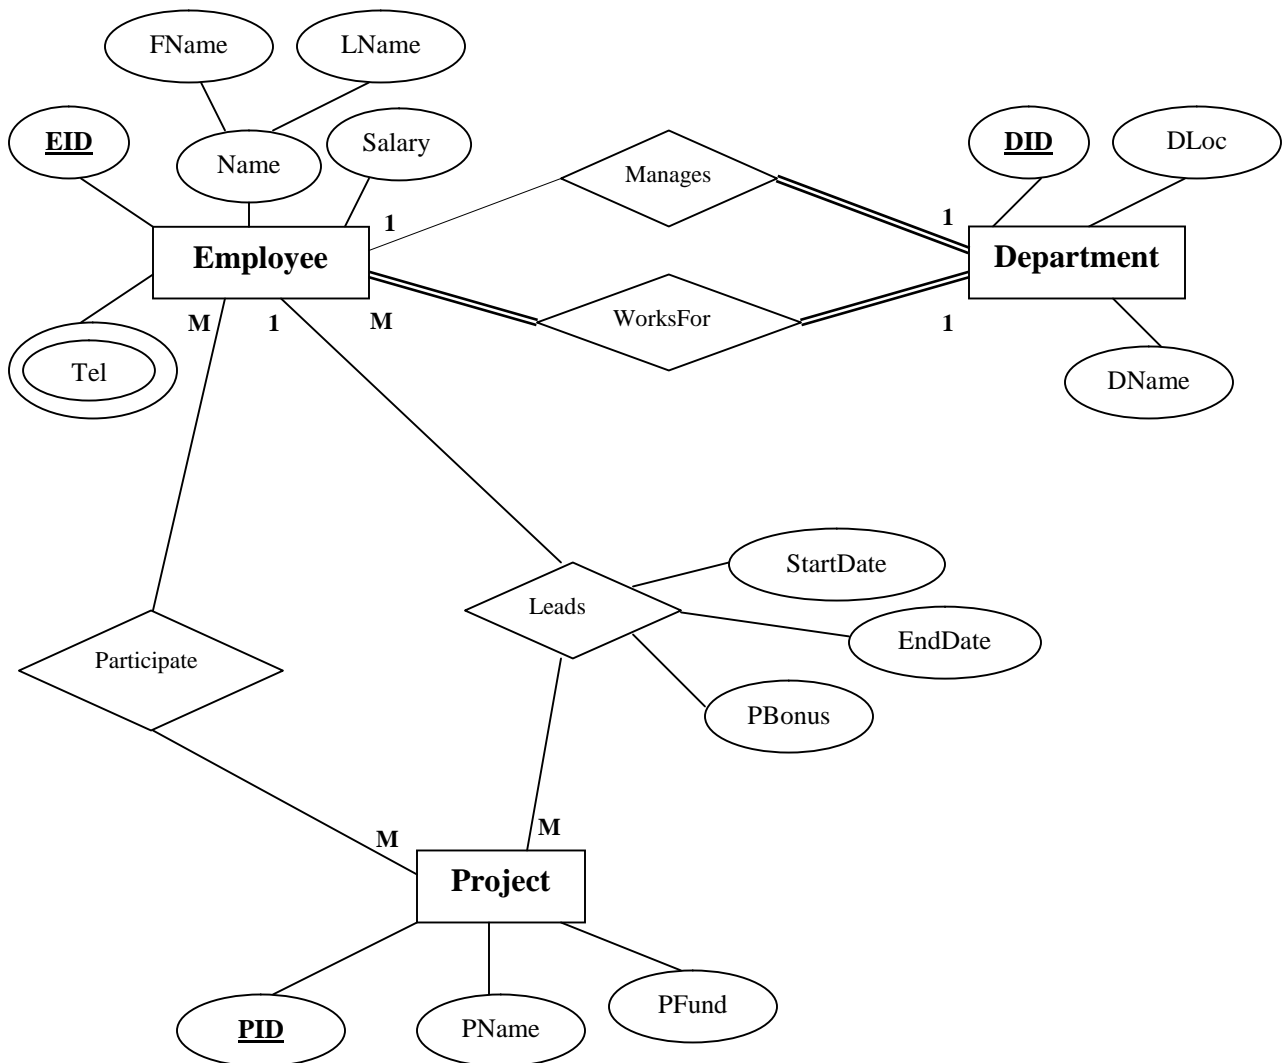 FName
LName
EID
Name
Salary
Manages
DID
DLoc
1
1
Employee
Department
M
1
M
WorksFor
1
Tel
DName
StartDate
Leads
EndDate
Participate
PBonus
M
M
Project
PID
PName
PFund